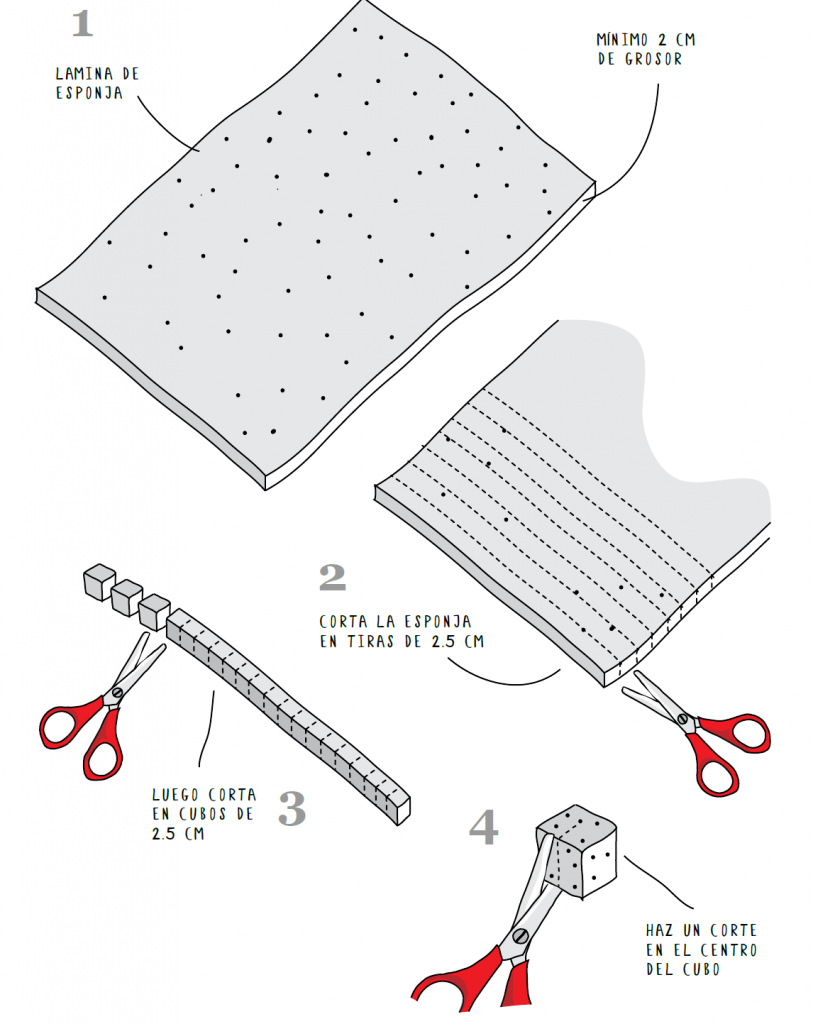 1
LAMINA DE
ESPONJA
MÍNIMO 2 CM
DE GROSOR
2
CORTA LA ESPONJA
EN TIRAS DE 2.5 CM
LUEGO CORTA
EN CUBOS DE
2.5 CM
3
4
HAZ UN CORTE
EN EL CENTRO
DEL CUBO